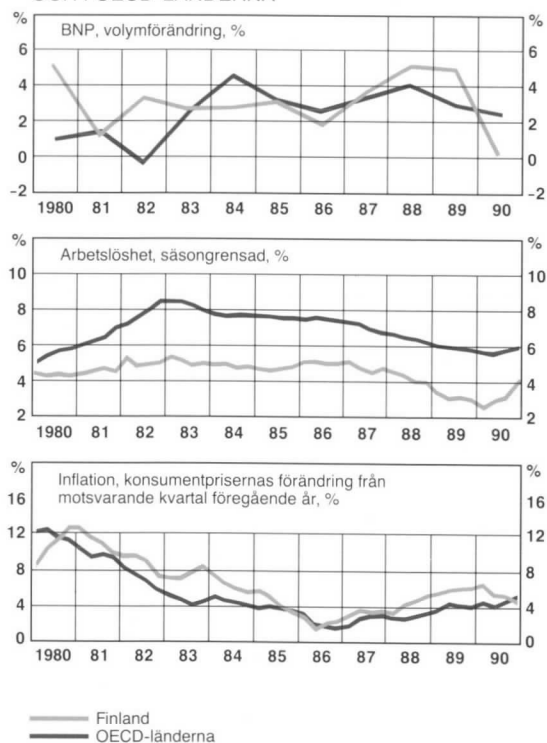 BNP, volymförändring, %
% %
6 6
4 4
2 2
0 0
-2 -2
1980 81 82 83 84 85 86 87 88 89 90
Arbetslöshet, säsongrensad, %
% %
10 10
8 8
6 6
4 4
2 2
1980 81 82 83 84 85 86 87 88 89 90
Inflation, konsumentprisernas förändring från
motsvarande kvartal föregående år, %
% %
16 16
12 12
8 8
4 4
0 0
1980 81 82 83 84 85 86 87 88 89 90
Finland
OECD-länderna